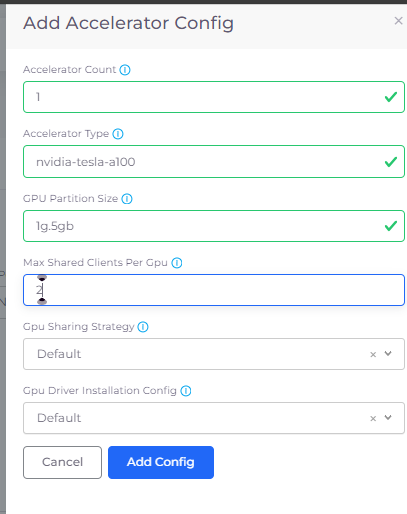 Add Accelerator Config
Accelerator Count
1
Accelerator Type
nvidia-tesla-a100
GPU Partition Size
1g.5gb
Max Shared Clients Per Gpu
2
Gpu Sharing Strategy
Default
Gpu Driver Installation Config
Default
Cancel Add Config